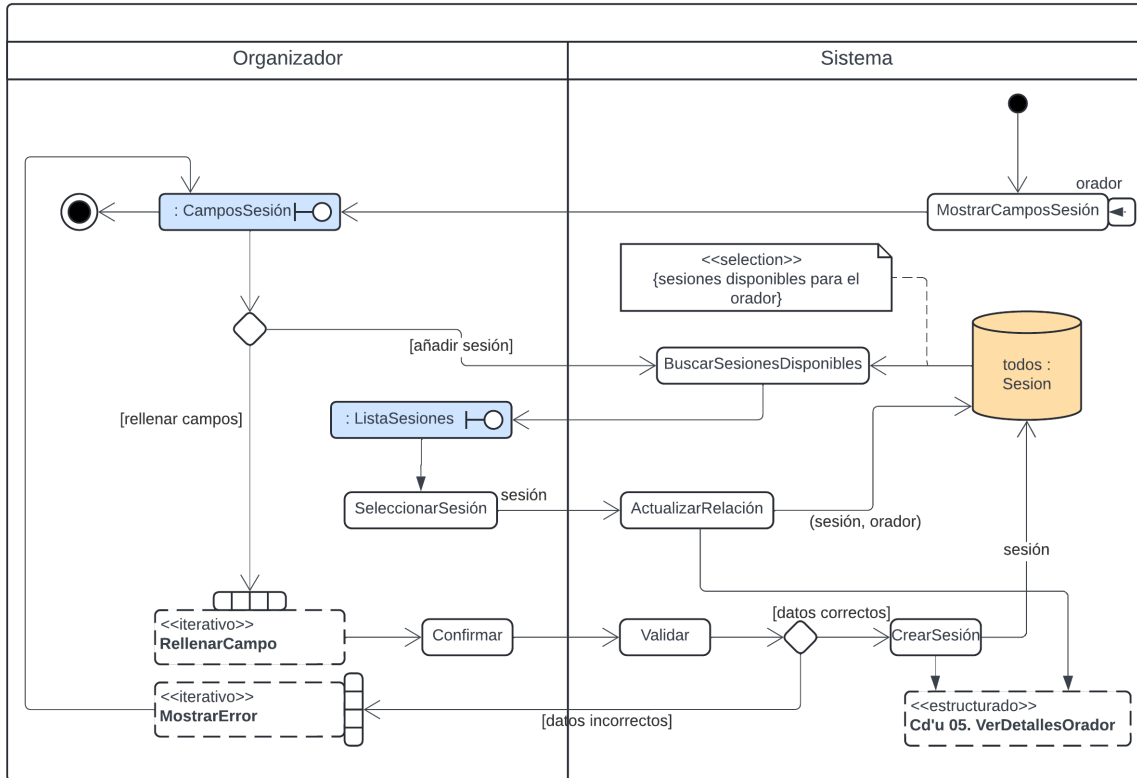 Organizador
Sistema
orador
: CamposSesión
MostrarCamposSesión
<<selection>>
{sesiones disponibles para el
orador}
[añadir sesión]
BuscarSesionesDisponibles
todos :
Sesion
: ListaSesiones
[rellenar campos]
SeleccionarSesión
sesión
ActualizarRelación
(sesión, orador)
sesión
<<iterativo>>
RellenarCampo
Confirmar
Validar
[datos correctos]
CrearSesión
<<iterativo>>
MostrarError
[datos incorrectos]
<<estructurado>>
Cd'u 05. VerDetallesOrador